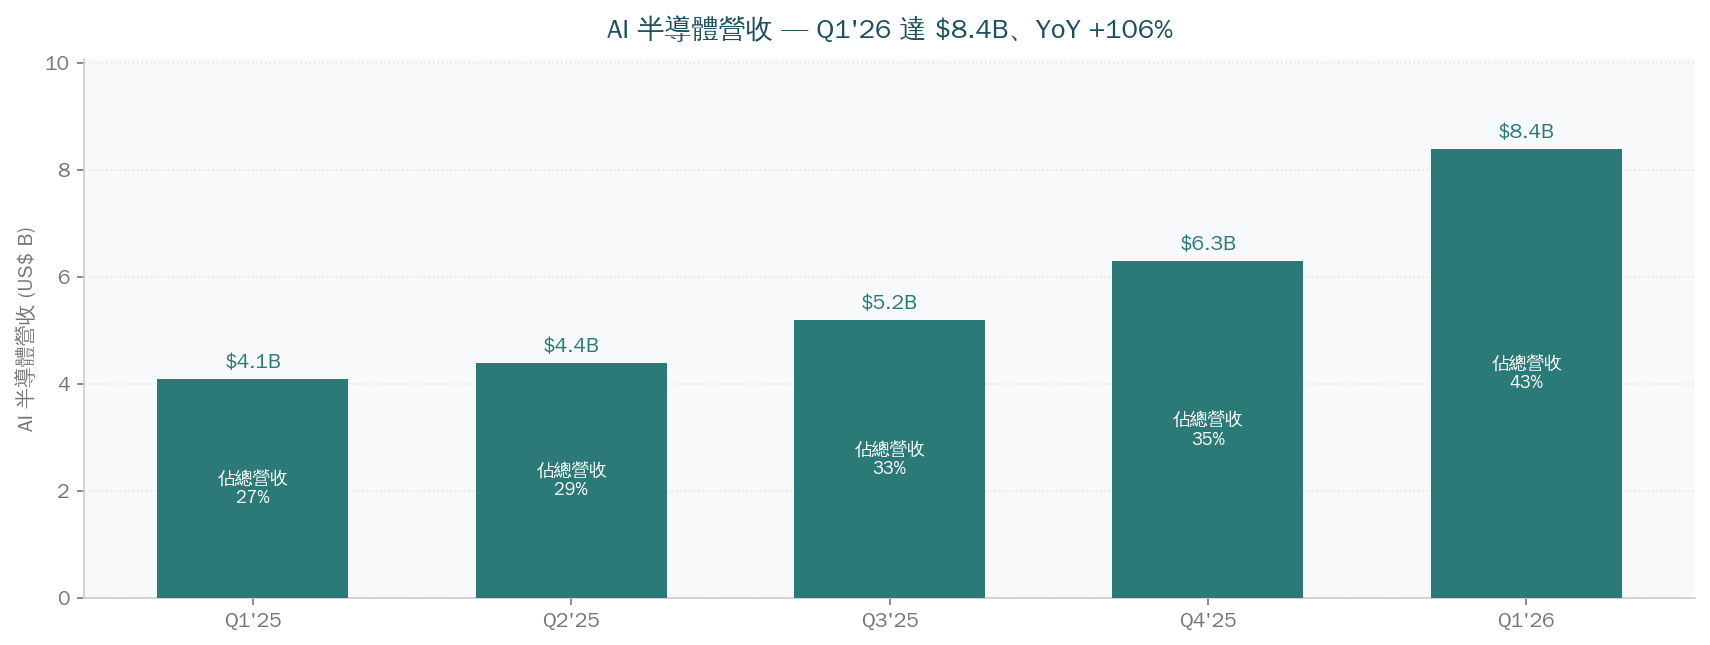 AI 半導體營收 — Q1'26 達 $8.4B、YoY +106%
AI 半導體營收 (US$ B)
10
8
6
4
2
0
$4.1B
佔總營收
27%
$4.4B
佔總營收
29%
$5.2B
佔總營收
33%
$6.3B
佔總營收
35%
$8.4B
佔總營收
43%
Q1'25
Q2'25
Q3'25
Q4'25
Q1'26